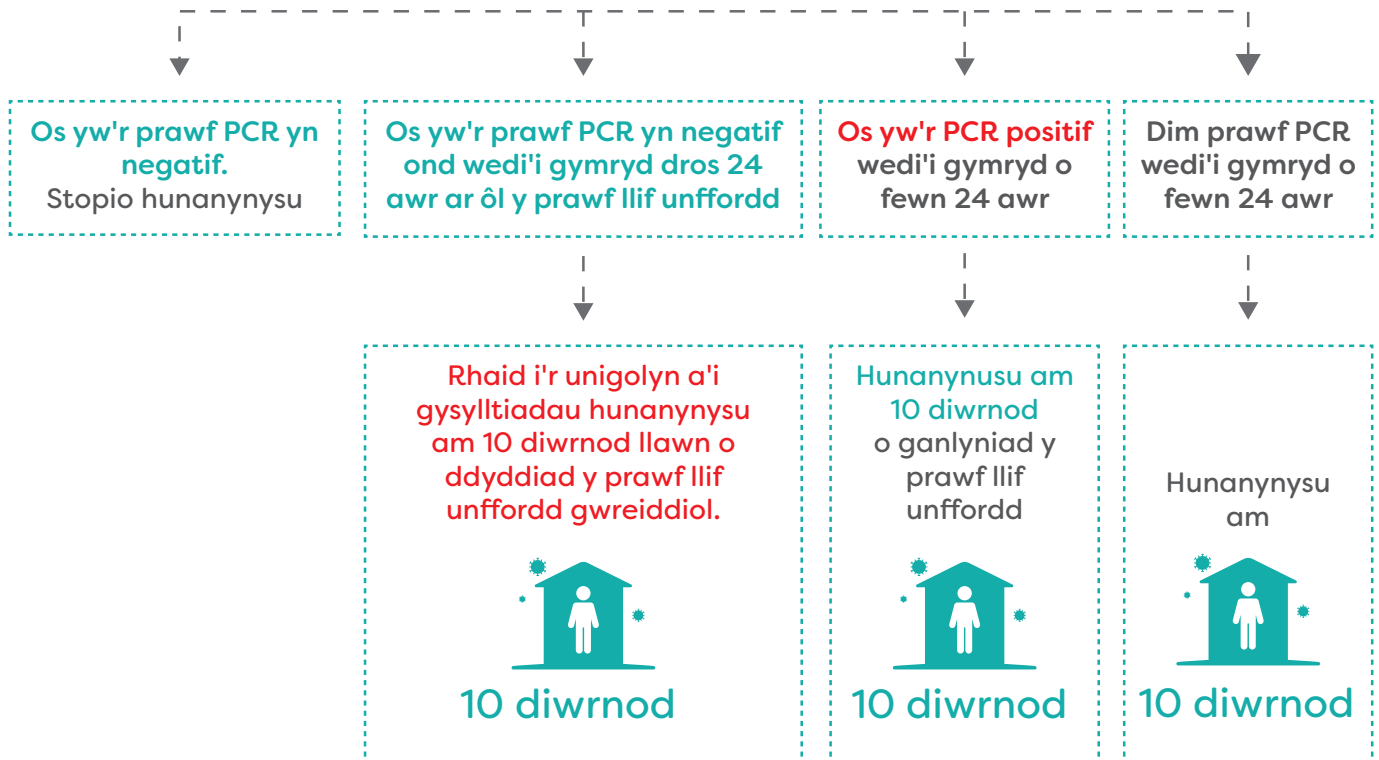 Os yw'r prawf PCR yn
negatif.
Stopio hunanynysu
Os yw'r prawf PCR yn negatif
ond wedi'i gymryd dros 24
awr ar ôl y prawf llif unffordd
Os yw'r PCR positif
wedi'i gymryd o
fewn 24 awr
Dim prawf PCR
wedi'i gymryd o
fewn 24 awr
Rhaid i'r unigolyn a'i
gysylltiadau hunanynysu
am 10 diwrnod llawn o
ddyddiad y prawf llif
unffordd gwreiddiol.
10 diwrnod
Hunanynusu am
10 diwrnod
o ganlyniad y
prawf llif
unffordd
10 diwrnod
Hunanynysu
am
10 diwrnod